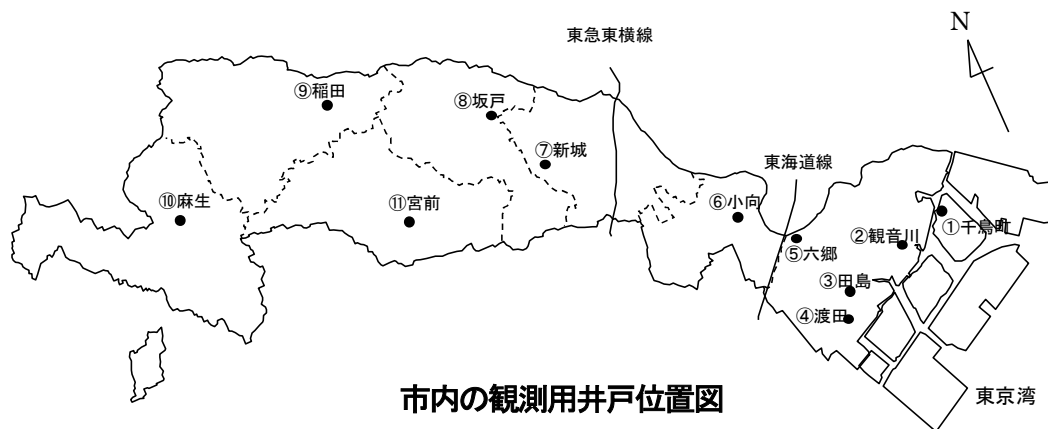 東急東横線
N
⑨稲田
⑧坂戸
⑦新城
東海道線
⑩麻生
⑪宮前
⑥小向
①千鳥町
②観音川
⑤六郷
③田島
④渡田
東京湾
市内の観測用井戸位置図